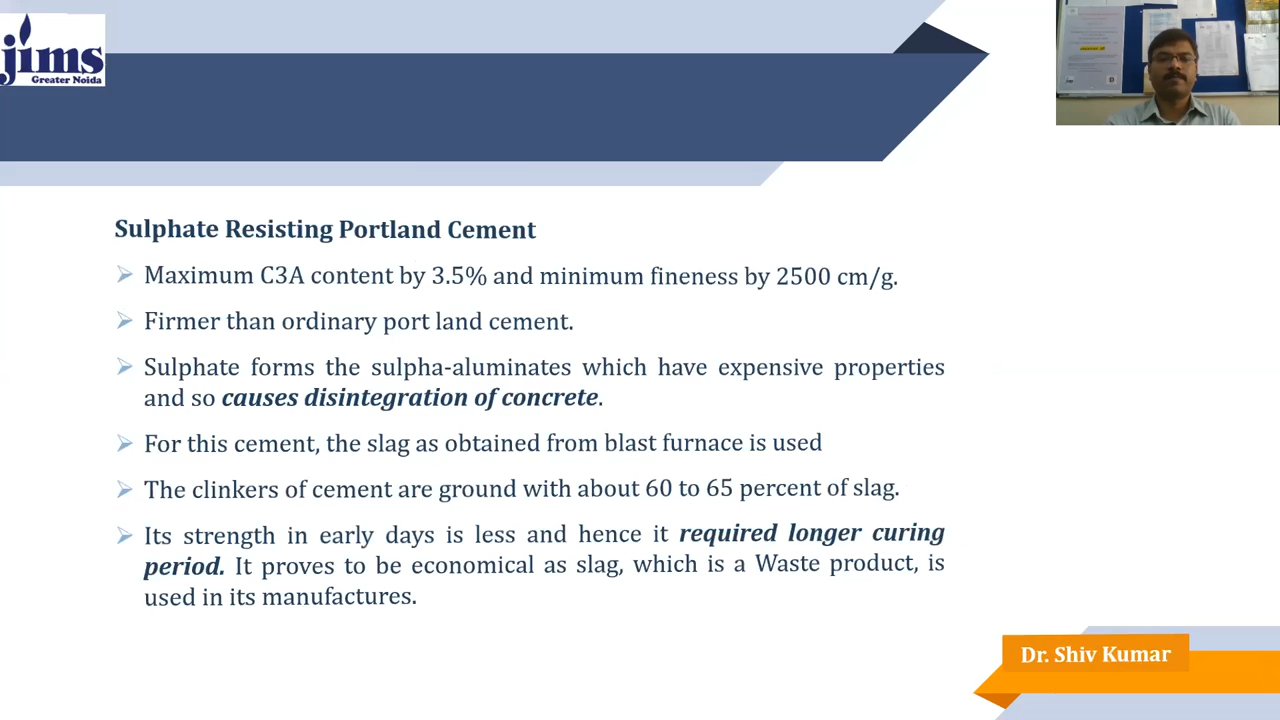 jims
Greater Noida
Sulphate Resisting Portland Cement
Maximum C3A content by 3.5% and minimum fineness by 2500 cm/g.
Firmer than ordinary port land cement.
Sulphate forms the sulpha-aluminates which have expensive properties
and so causes disintegration of concrete.
For this cement, the slag as obtained from blast furnace is used
The clinkers of cement are ground with about 60 to 65 percent of slag.
Its strength in early days is less and hence it required longer curing
period. It proves to be economical as slag, which is a Waste product, is
used in its manufactures.
Dr. Shiv Kumar